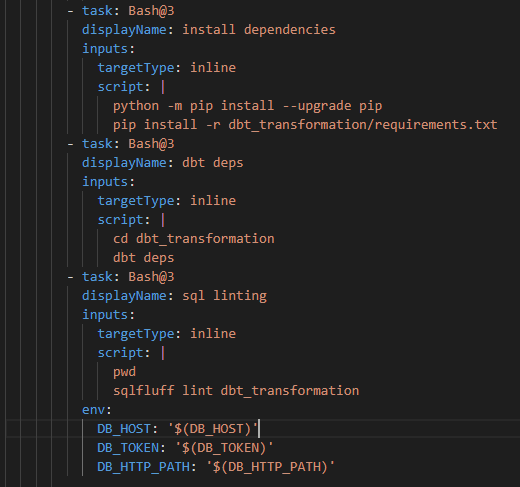 - task: Bash@3
displayName: install dependencies
inputs:
targetType: inline
script: |
python -m pip install --upgrade pip
pip install -r dbt_transformation/requirements.txt
- task: Bash@3
displayName: dbt deps
inputs:
targetType: inline
script: |
cd dbt_transformation
dbt deps
- task: Bash@3
displayName: sql linting
inputs:
targetType: inline
script: |
pwd
sqlfluff lint dbt_transformation
env:
DB_HOST: '$(DB_HOST)'
DB_TOKEN: '$(DB_TOKEN)'
DB_HTTP_PATH: '$(DB_HTTP_PATH)'